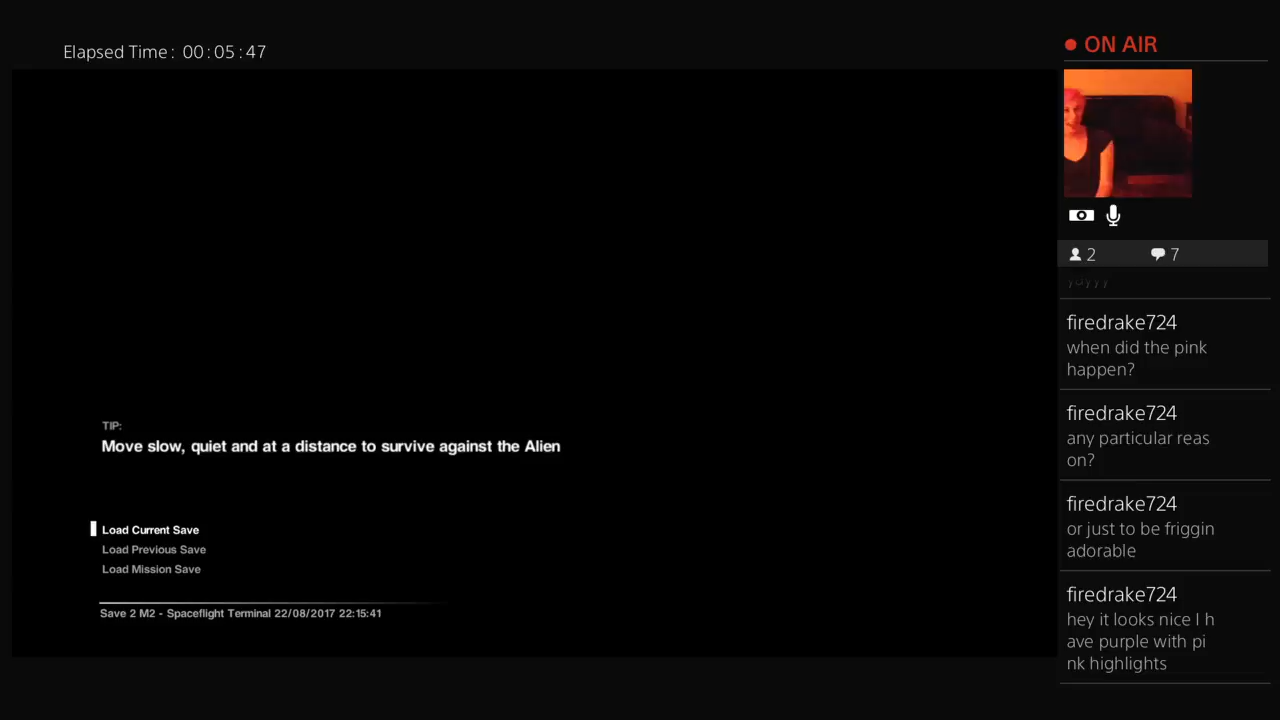 Elapsed Time: 00:05:47
ON AIR
2
7
yayyy
firedrake724
when did the pink
happen?
firedrake724
any particular reas
on?
firedrake724
or just to be friggin
adorable
firedrake724
hey it looks nice I h
ave purple with pi
nk highlights
TIP:
Move slow, quiet and at a distance to survive against the Alien
Load Current Save
Load Previous Save
Load Mission Save
Save 2 M2 - Spaceflight Terminal 22/08/2017 22:15:41